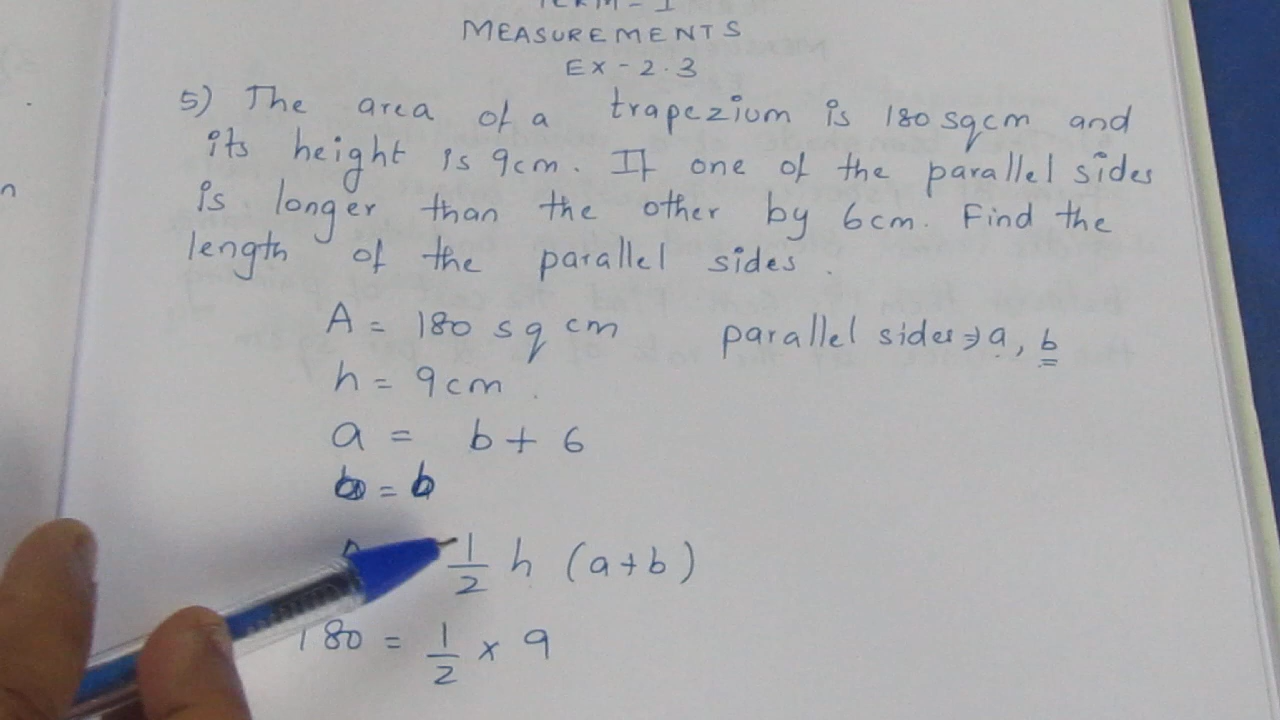 TERM - I
MEASUREMENTS
EX - 2.3
5) The area of a trapezium is 180 sq cm and
its height is 9cm. If one of the parallel sides
is longer than the other by 6cm. Find the
length of the parallel sides.
A = 180 sq cm parallel sides ⇒ a, b
h = 9cm.
a = b + 6
b = b
1/2 h (a+b)
180 = 1/2 × 9
n